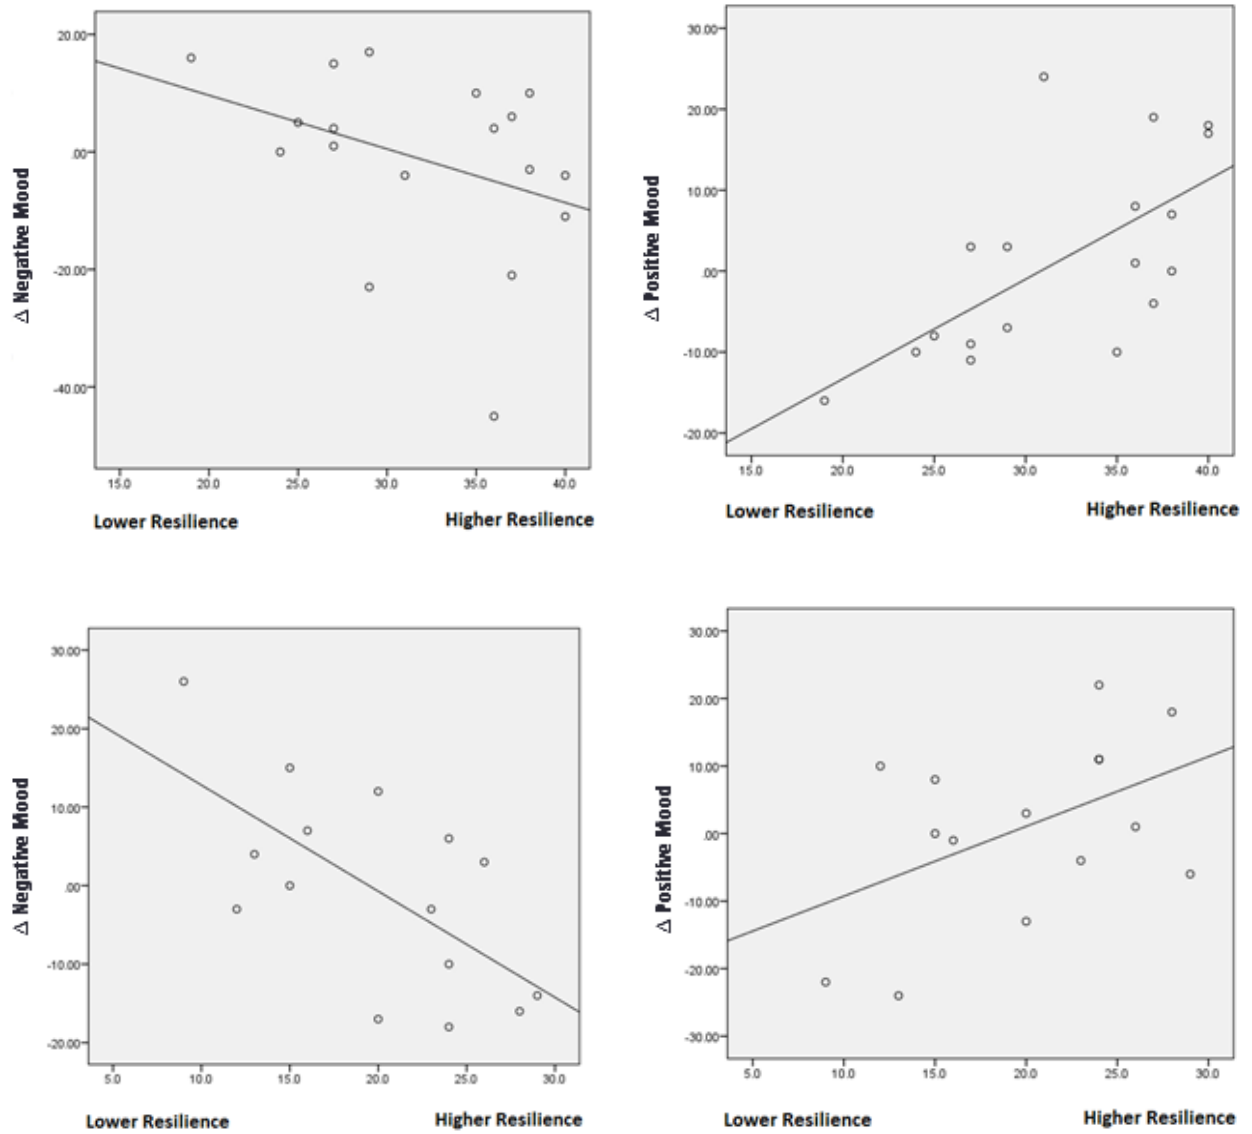 20.00
.00
-20.00
-40.00
Δ Negative Mood
15.0 20.0 25.0 30.0 35.0 40.0
Lower Resilience Higher Resilience
30.00
20.00
10.00
.00
-10.00
-20.00
Δ Positive Mood
15.0 20.0 25.0 30.0 35.0 40.0
Lower Resilience Higher Resilience
30.00
20.00
10.00
.00
-10.00
-20.00
Δ Negative Mood
5.0 10.0 15.0 20.0 25.0 30.0
Lower Resilience Higher Resilience
30.00
20.00
10.00
.00
-10.00
-20.00
-30.00
Δ Positive Mood
5.0 10.0 15.0 20.0 25.0 30.0
Lower Resilience Higher Resilience